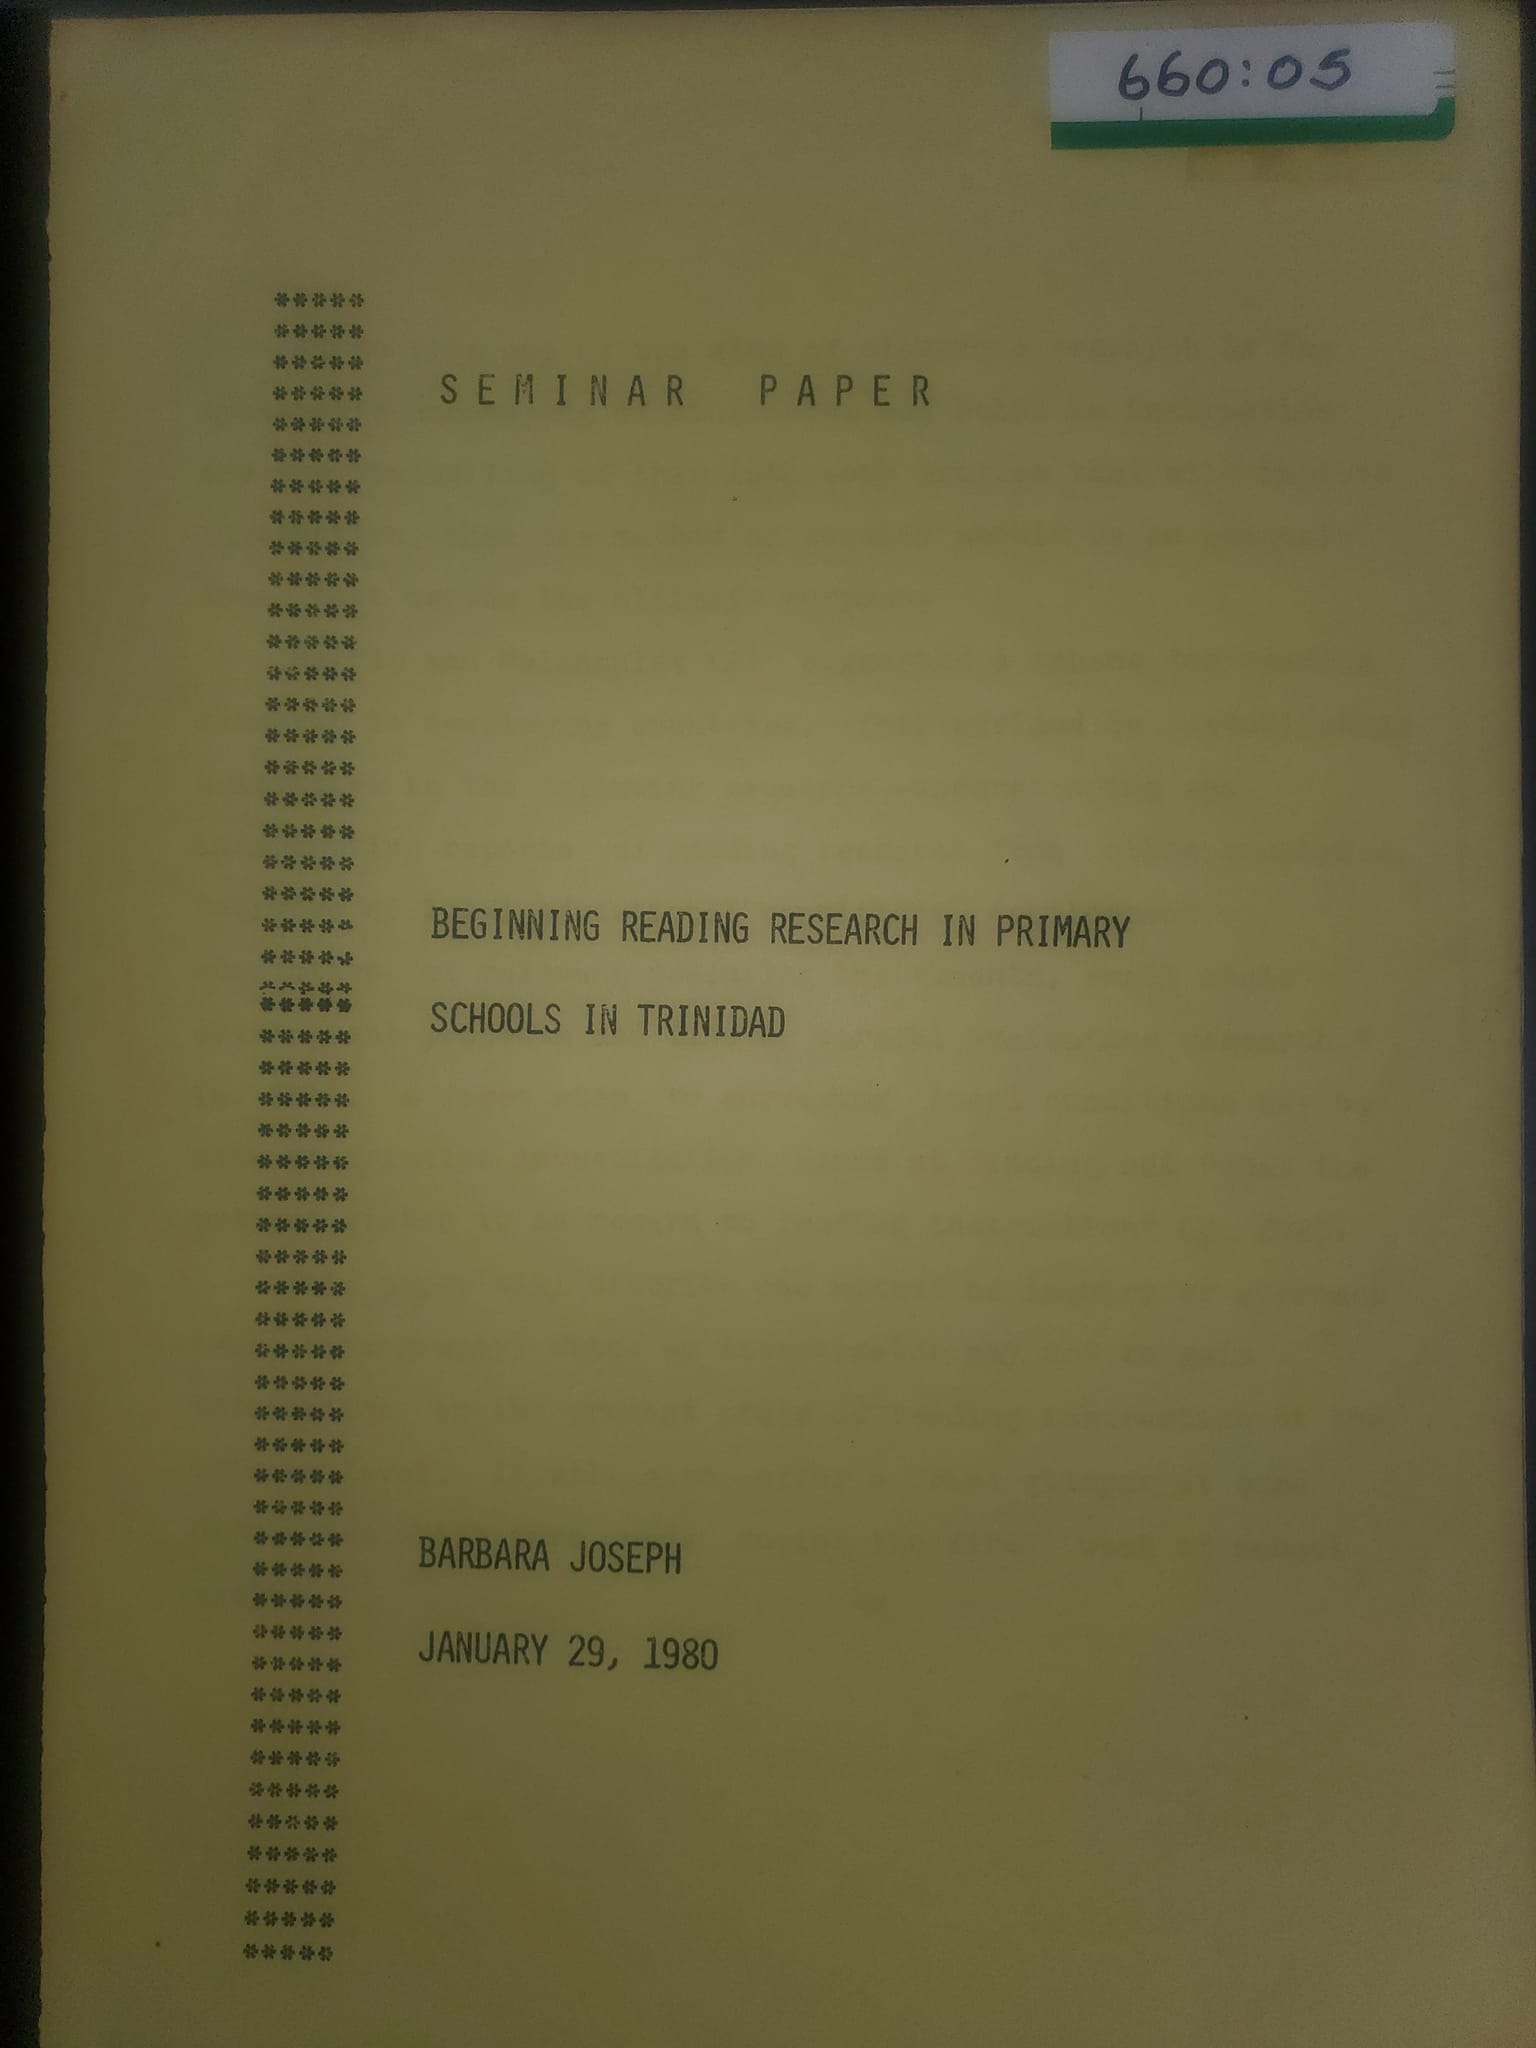 660:05
SEMINAR PAPER
BEGINNING READING RESEARCH IN PRIMARY
SCHOOLS IN TRINIDAD
BARBARA JOSEPH
JANUARY 29, 1980